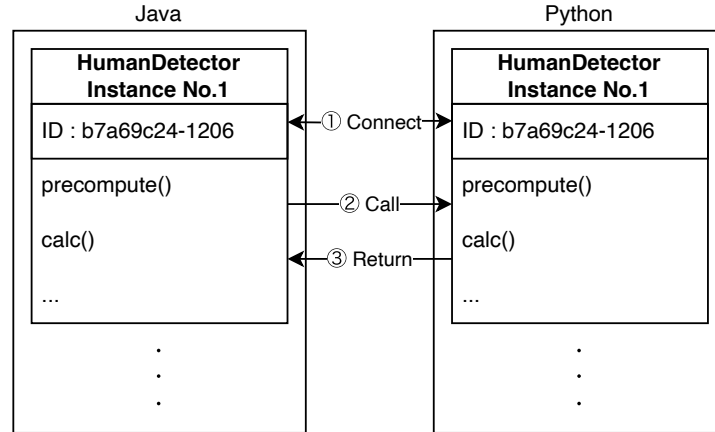 Java
HumanDetector
Instance No.1
ID : b7a69c24-1206
precompute()
calc()
...
.
.
.
① Connect
② Call
③ Return
Python
HumanDetector
Instance No.1
ID : b7a69c24-1206
precompute()
calc()
...
.
.
.